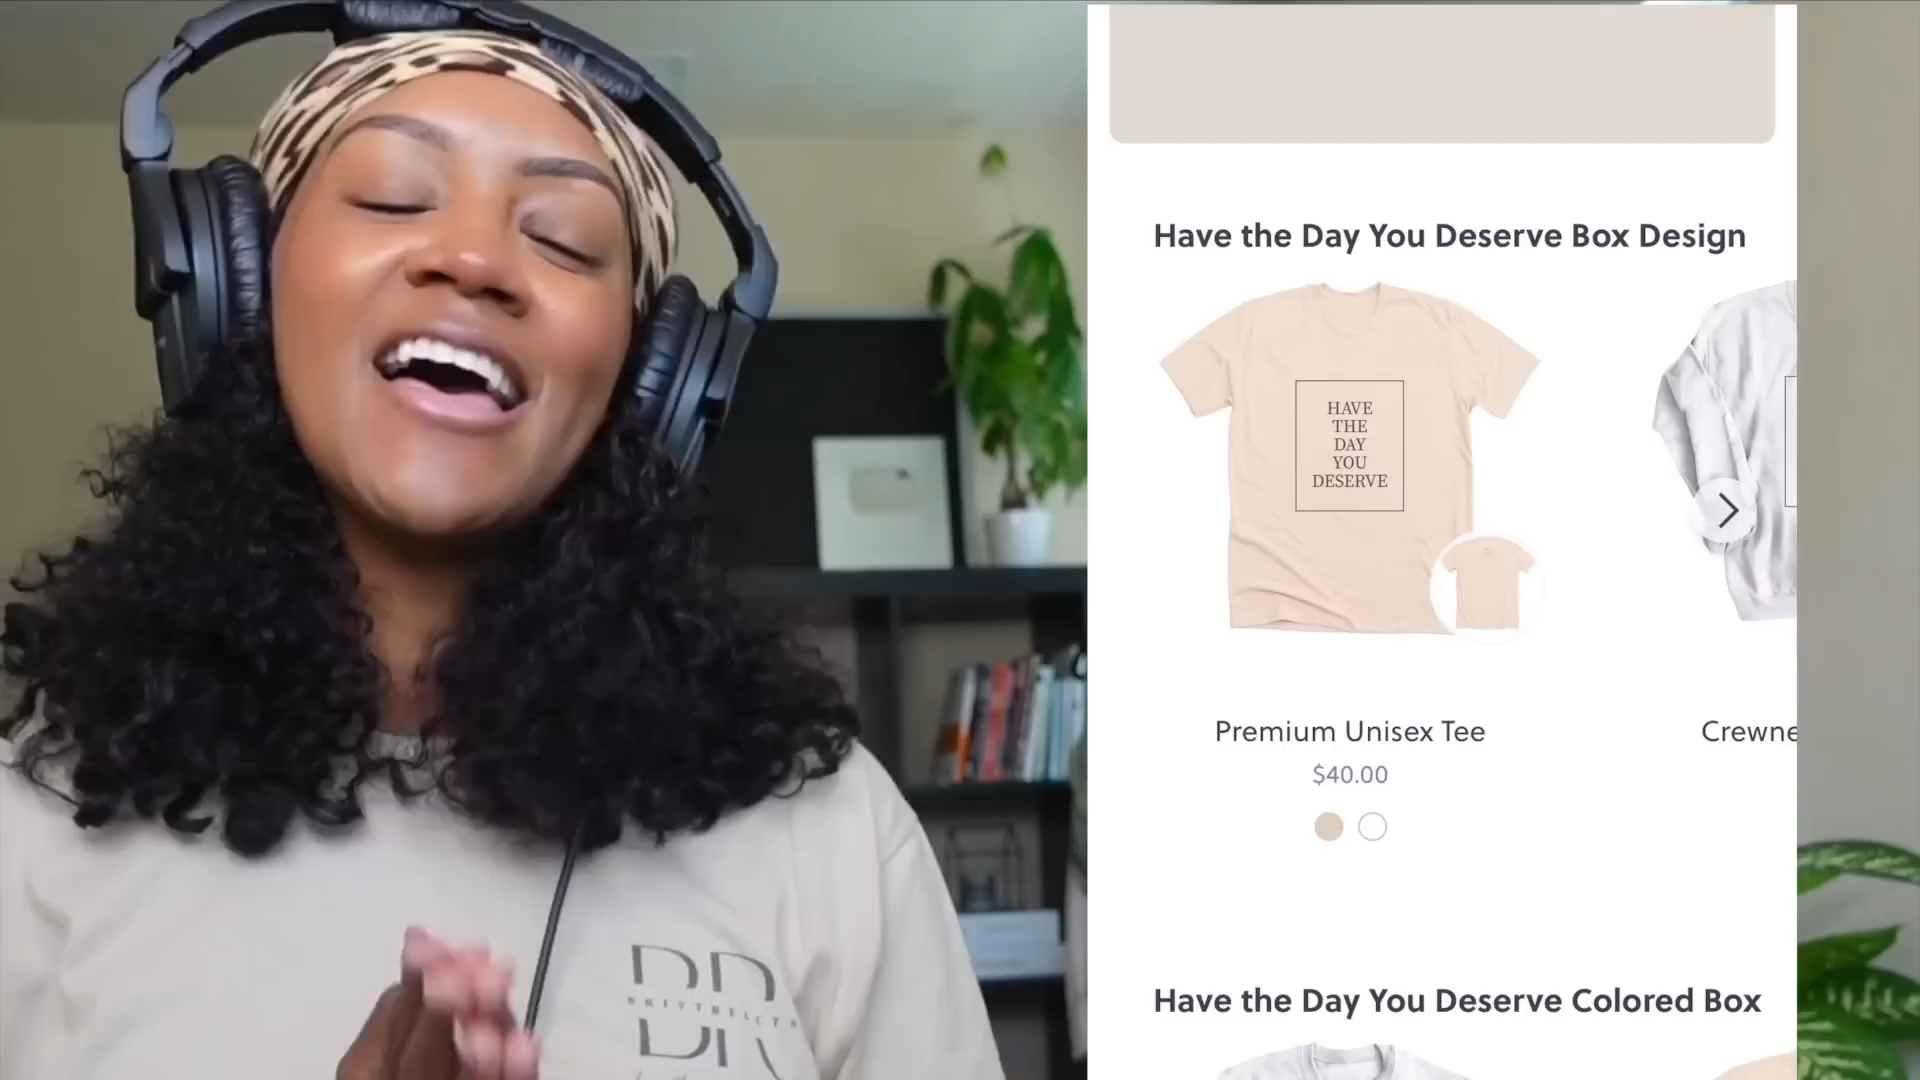 Have the Day You Deserve Box Design
HAVE
THE
DAY
YOU
DESERVE
Premium Unisex Tee
$40.00
Have the Day You Deserve Colored Box